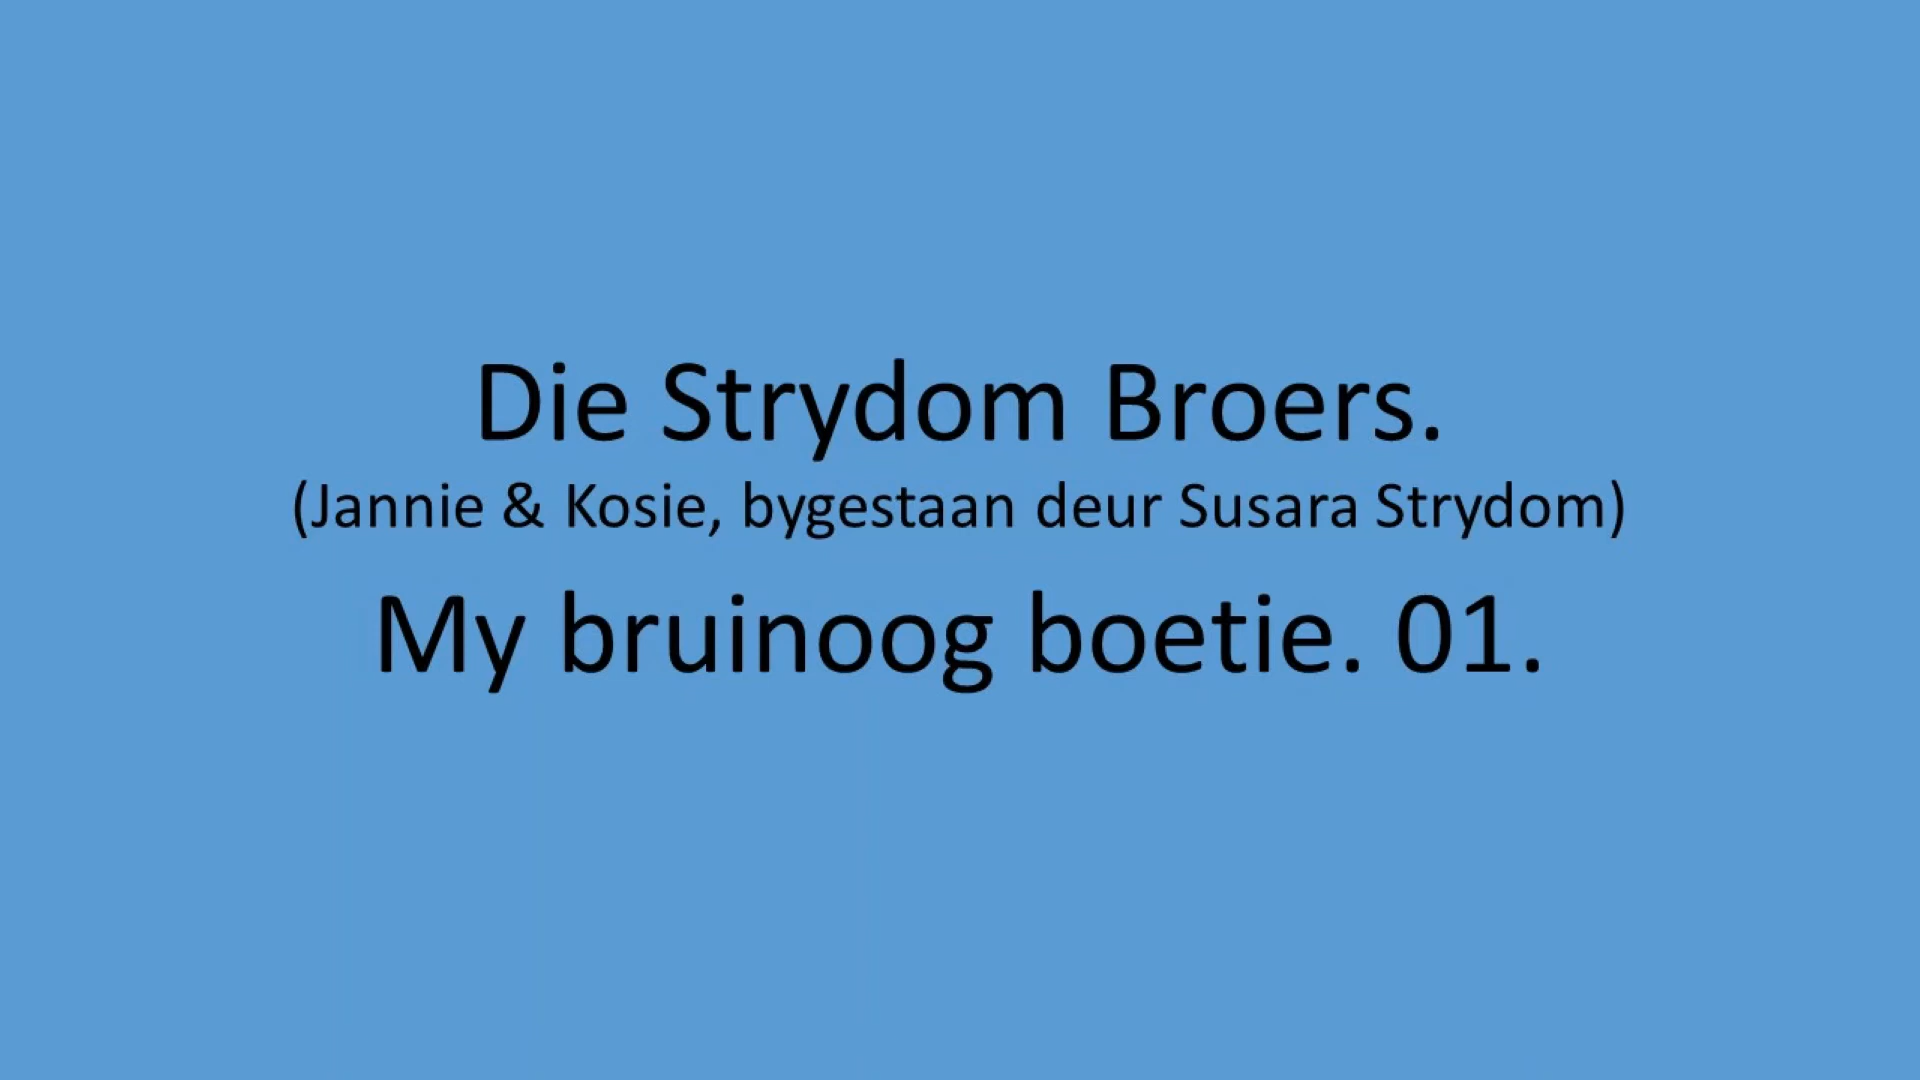 Die Strydom Broers.
(Jannie & Kosie, bygestaan deur Susara Strydom)
My bruinoog boetie. 01.